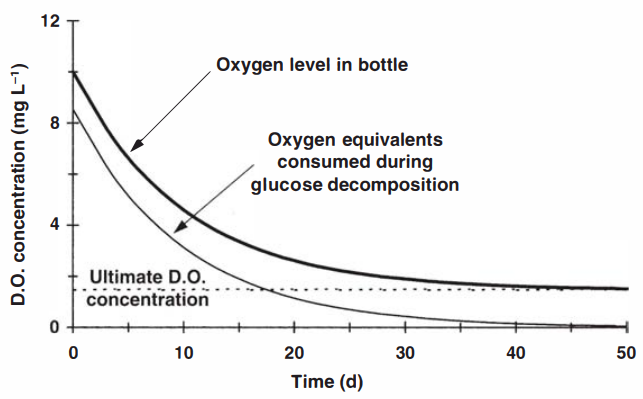 12
Oxygen level in bottle
Oxygen equivalents
consumed during
glucose decomposition
8
4
Ultimate D.O.
concentration
0
D.O. concentration (mg L⁻¹)
0 10 20 30 40 50
Time (d)